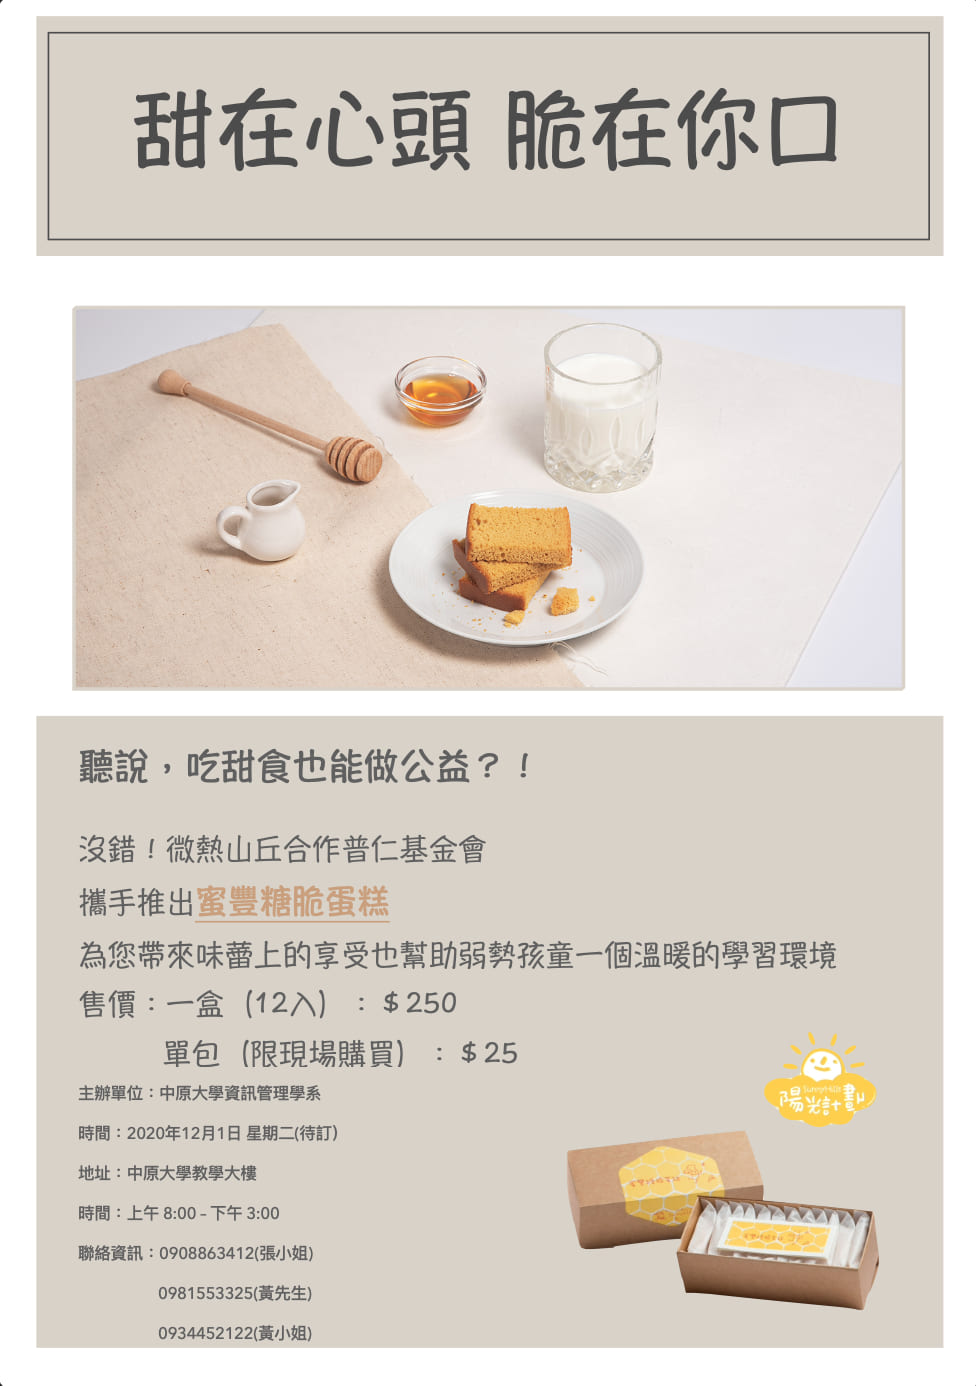 甜在心頭 脆在你口
聽說，吃甜食也能做公益？！
沒錯！微熱山丘合作普仁基金會
攜手推出蜜豐糖脆蛋糕
為您帶來味蕾上的享受也幫助弱勢孩童一個溫暖的學習環境
售價：一盒（12入）：＄250
單包（限現場購買）：＄25
主辦單位：中原大學資訊管理學系
時間：2020年12月1日 星期二(待訂)
地址：中原大學教學大樓
時間：上午 8:00 – 下午 3:00
聯絡資訊：0908863412(張小姐)
0981553325(黃先生)
0934452122(黃小姐)
SunnyHills
陽光計劃